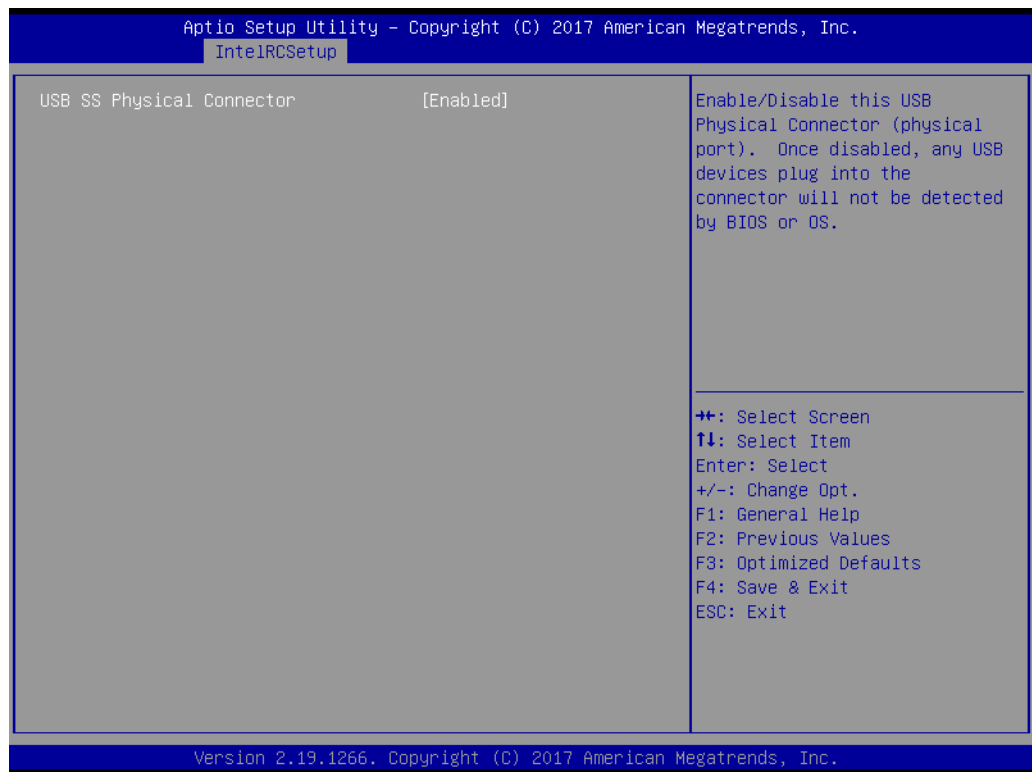 Aptio Setup Utility – Copyright (C) 2017 American Megatrends, Inc.
IntelRCSetup
USB SS Physical Connector [Enabled]
Enable/Disable this USB
Physical Connector (physical
port).  Once disabled, any USB
devices plug into the
connector will not be detected
by BIOS or OS.
→←: Select Screen
↑↓: Select Item
Enter: Select
+/-: Change Opt.
F1: General Help
F2: Previous Values
F3: Optimized Defaults
F4: Save & Exit
ESC: Exit
Version 2.19.1266. Copyright (C) 2017 American Megatrends, Inc.